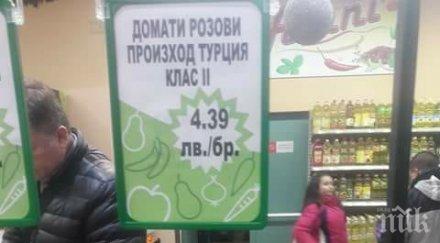 ДОМАТИ РОЗОВИ
ПРОИЗХОД ТУРЦИЯ
КЛАС II
4.39
лв./бр.